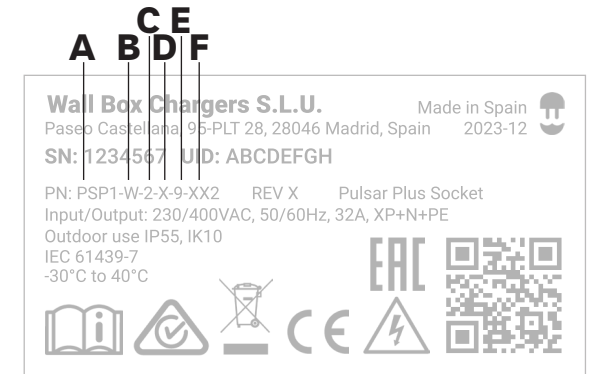 C E
A B D F
Wall Box Chargers S.L.U. Made in Spain
Paseo Castellana, 95-PLT 28, 28046 Madrid, Spain 2023-12
SN: 1234567 UID: ABCDEFGH
PN: PSP1-W-2-X-9-XX2 REV X Pulsar Plus Socket
Input/Output: 230/400VAC, 50/60Hz, 32A, XP+N+PE
Outdoor use IP55, IK10
IEC 61439-7
-30°C to 40°C
EAC
i CE